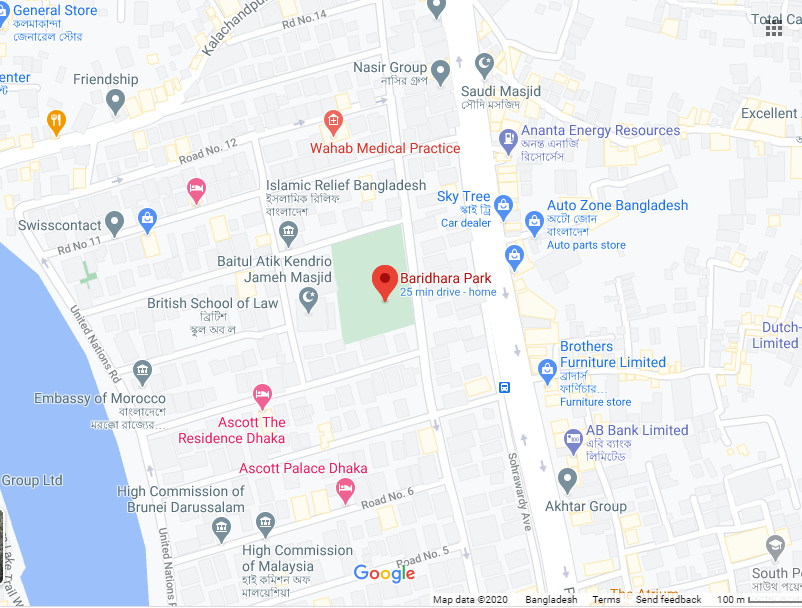 General Store
কলমাকান্দা
জেনারেল স্টোর
Kalachandpur
Rd No.14
Total Ca
Nasir Group
নাসির গ্রুপ
Saudi Masjid
সৌদি মসজিদ
enter
Friendship
Excellent
Road No. 12
Wahab Medical Practice
Ananta Energy Resources
অনন্ত এনার্জি
রিসোর্সেস
Islamic Relief Bangladesh
ইসলামিক রিলিফ
বাংলাদেশ
Sky Tree
স্কাই ট্রি
Car dealer
Auto Zone Bangladesh
অটো জোন
বাংলাদেশ
Auto parts store
Swisscontact
Rd No 11
Baitul Atik Kendrio
Jameh Masjid
Baridhara Park
25 min drive - home
British School of Law
ব্রিটিশ
স্কুল অব ল
United Nations Rd
Dutch-
Limited
Brothers
Furniture Limited
ব্রাদার্স
ফার্ণিচার...
Furniture store
Embassy of Morocco
বাংলাদেশে
মরক্কো রাজ্যের...
Ascott The
Residence Dhaka
AB Bank Limited
এবি ব্যাংক
লিমিটেড
Ascott Palace Dhaka
Group Ltd
High Commission of
Brunei Darussalam
Road No. 6
Sohrawardy Ave
Akhtar Group
High Commission
of Malaysia
হাই কমিশন অফ
মালয়েশিয়া
Road No. 5
United Nations R
Lake Trail W
South Po
সাউথ পয়ে
The Atrium
Google
Map data ©2020 Bangladesh Terms Send feedback 100 m